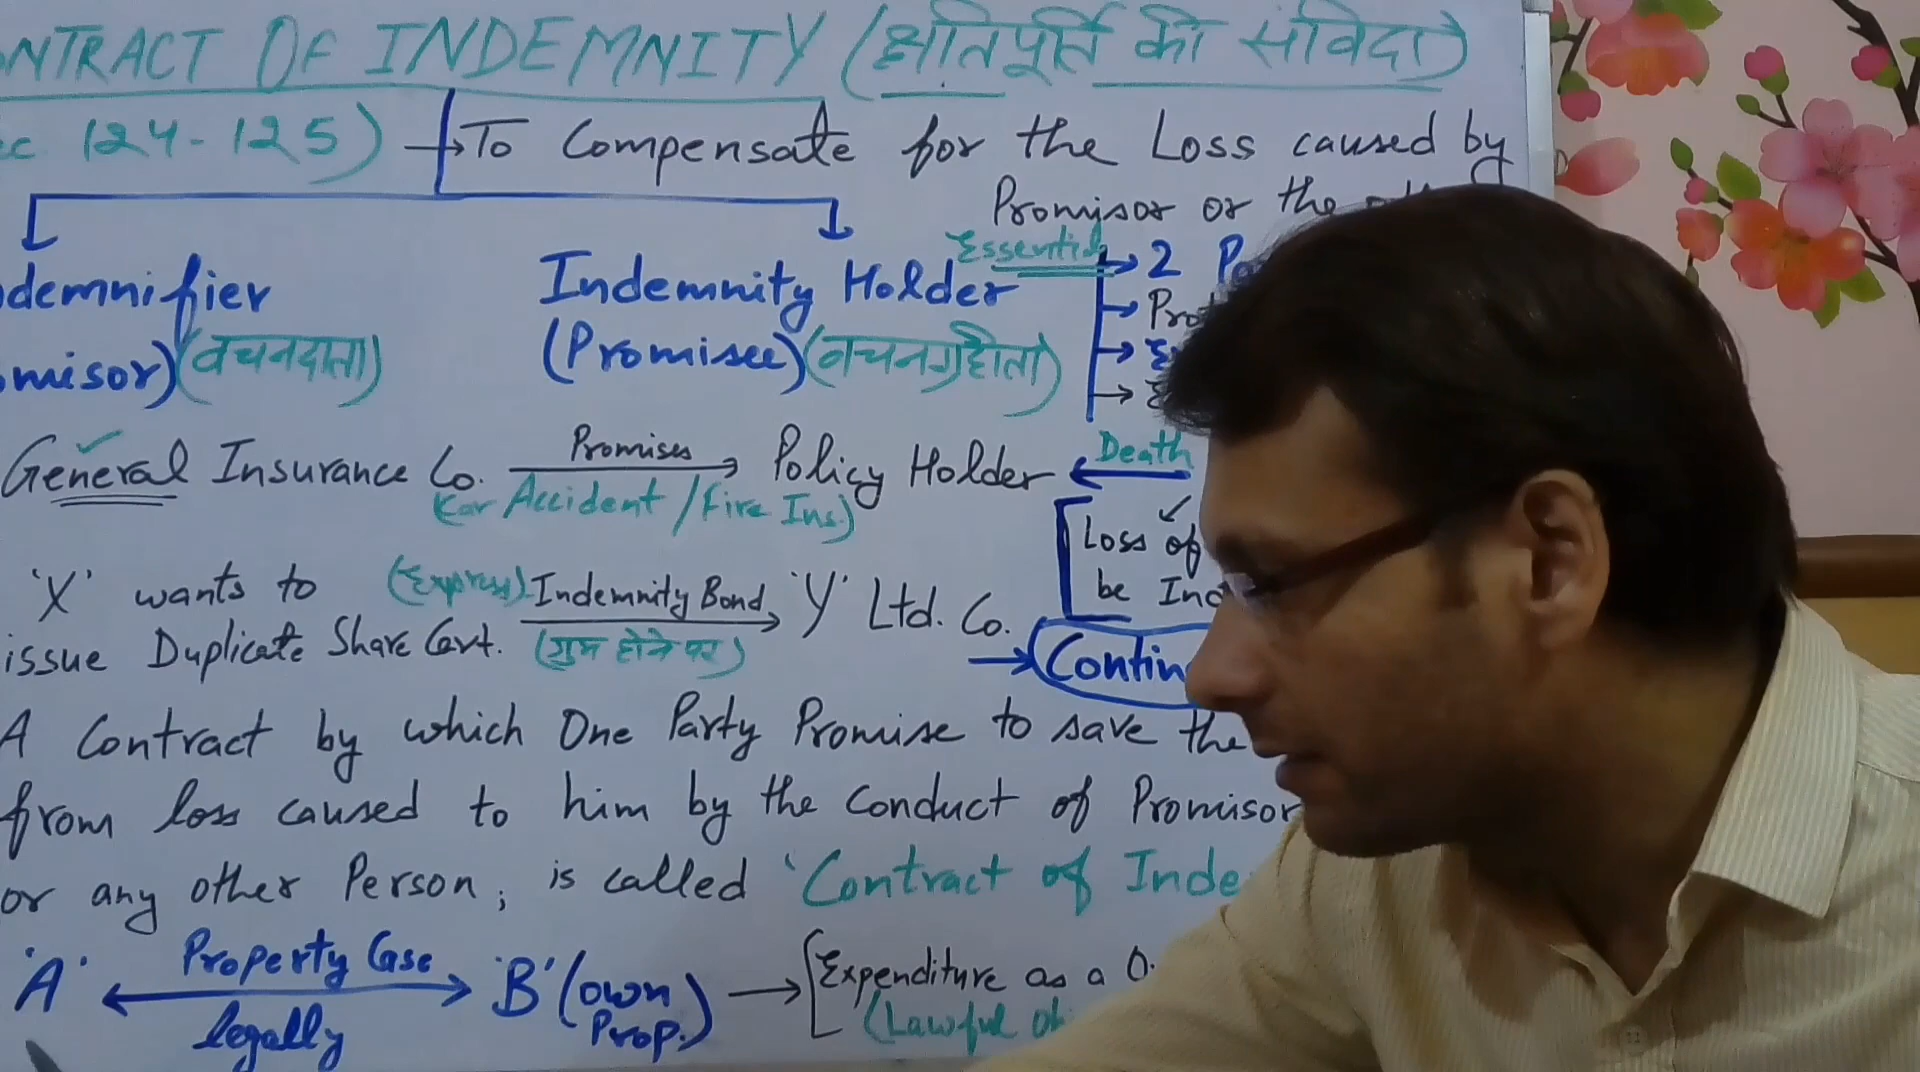 NTRACT OF INDEMNITY (क्षतिपूर्ति की संविदा)
c 124-125) → To Compensate for the Loss caused by
Promisor or the
Essential
→ 2
demnifier Indemnity Holder
misor) (वचनदाता) (Promisee) (वचनग्रहीता)
General Insurance Co. Promises → Policy Holder ← Death
(Car Accident / Fire Ins.)
Loss of
be Ind
'X' wants to (Express) Indemnity Bond 'Y' Ltd. Co.
issue Duplicate Share Cert. (गुम होने पर)
→ Contin
A Contract by which One Party Promise to save the
from loss caused to him by the Conduct of Promisor
or any other Person, is called 'Contract of Inde
'A' Property Case 'B' (own Prop.) → Expenditure as a O.
legally (Lawful Ob